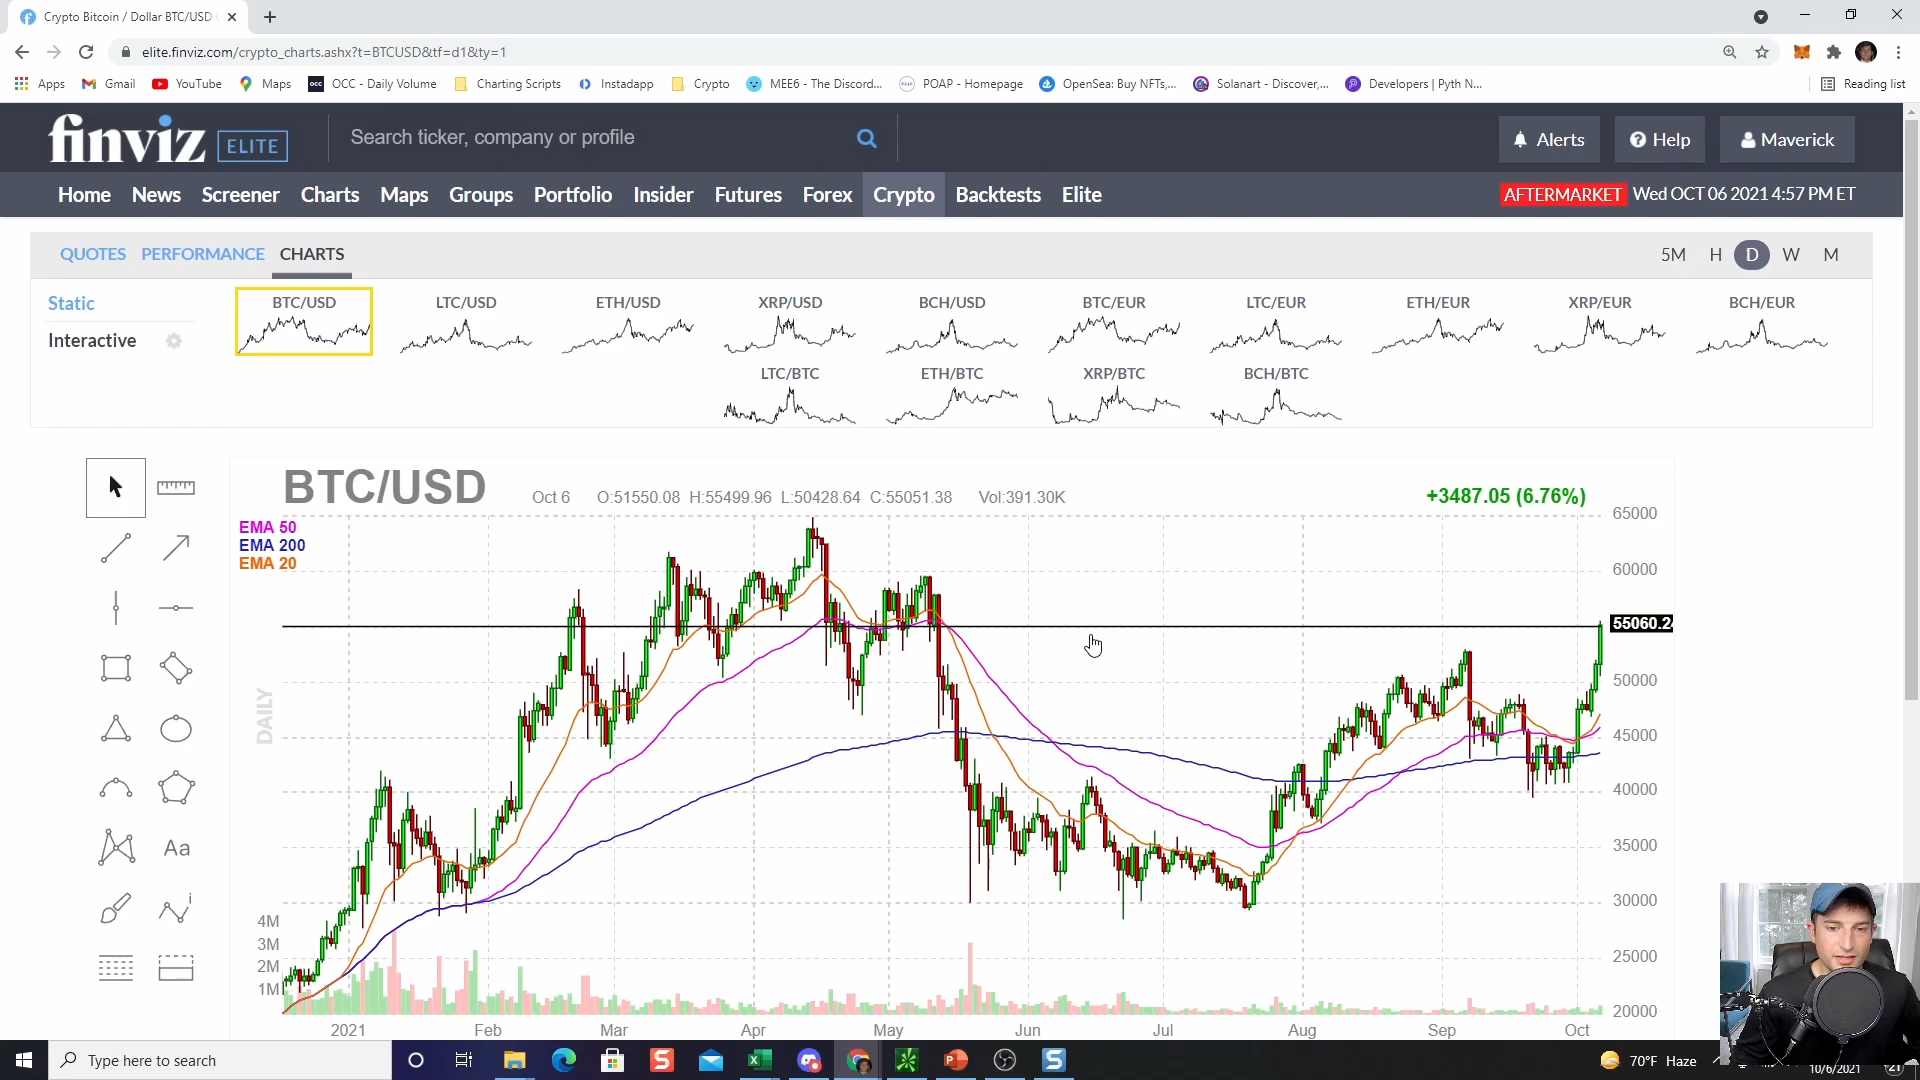 Crypto Bitcoin / Dollar BTC/USD
elite.finviz.com/crypto_charts.ashx?t=BTCUSD&tf=d1&ty=1
Apps Gmail YouTube Maps OCC - Daily Volume Charting Scripts Instadapp Crypto MEE6 - The Discord... POAP - Homepage OpenSea: Buy NFTs,... Solanart - Discover,... Developers | Pyth N... Reading list
finviz ELITE Search ticker, company or profile Alerts Help Maverick
Home News Screener Charts Maps Groups Portfolio Insider Futures Forex Crypto Backtests Elite AFTERMARKET Wed OCT 06 2021 4:57 PM ET
QUOTES PERFORMANCE CHARTS 5M H D W M
Static BTC/USD LTC/USD ETH/USD XRP/USD BCH/USD BTC/EUR LTC/EUR ETH/EUR XRP/EUR BCH/EUR
Interactive
LTC/BTC ETH/BTC XRP/BTC BCH/BTC
BTC/USD Oct 6 O:51550.08 H:55499.96 L:50428.64 C:55051.38 Vol:391.30K +3487.05 (6.76%)
EMA 50
EMA 200
EMA 20
65000
60000
55060.24
50000
45000
40000
35000
30000
25000
20000
DAILY
Aa
4M
3M
2M
1M
2021 Feb Mar Apr May Jun Jul Aug Sep Oct
Type here to search 70°F Haze
10/6/2021